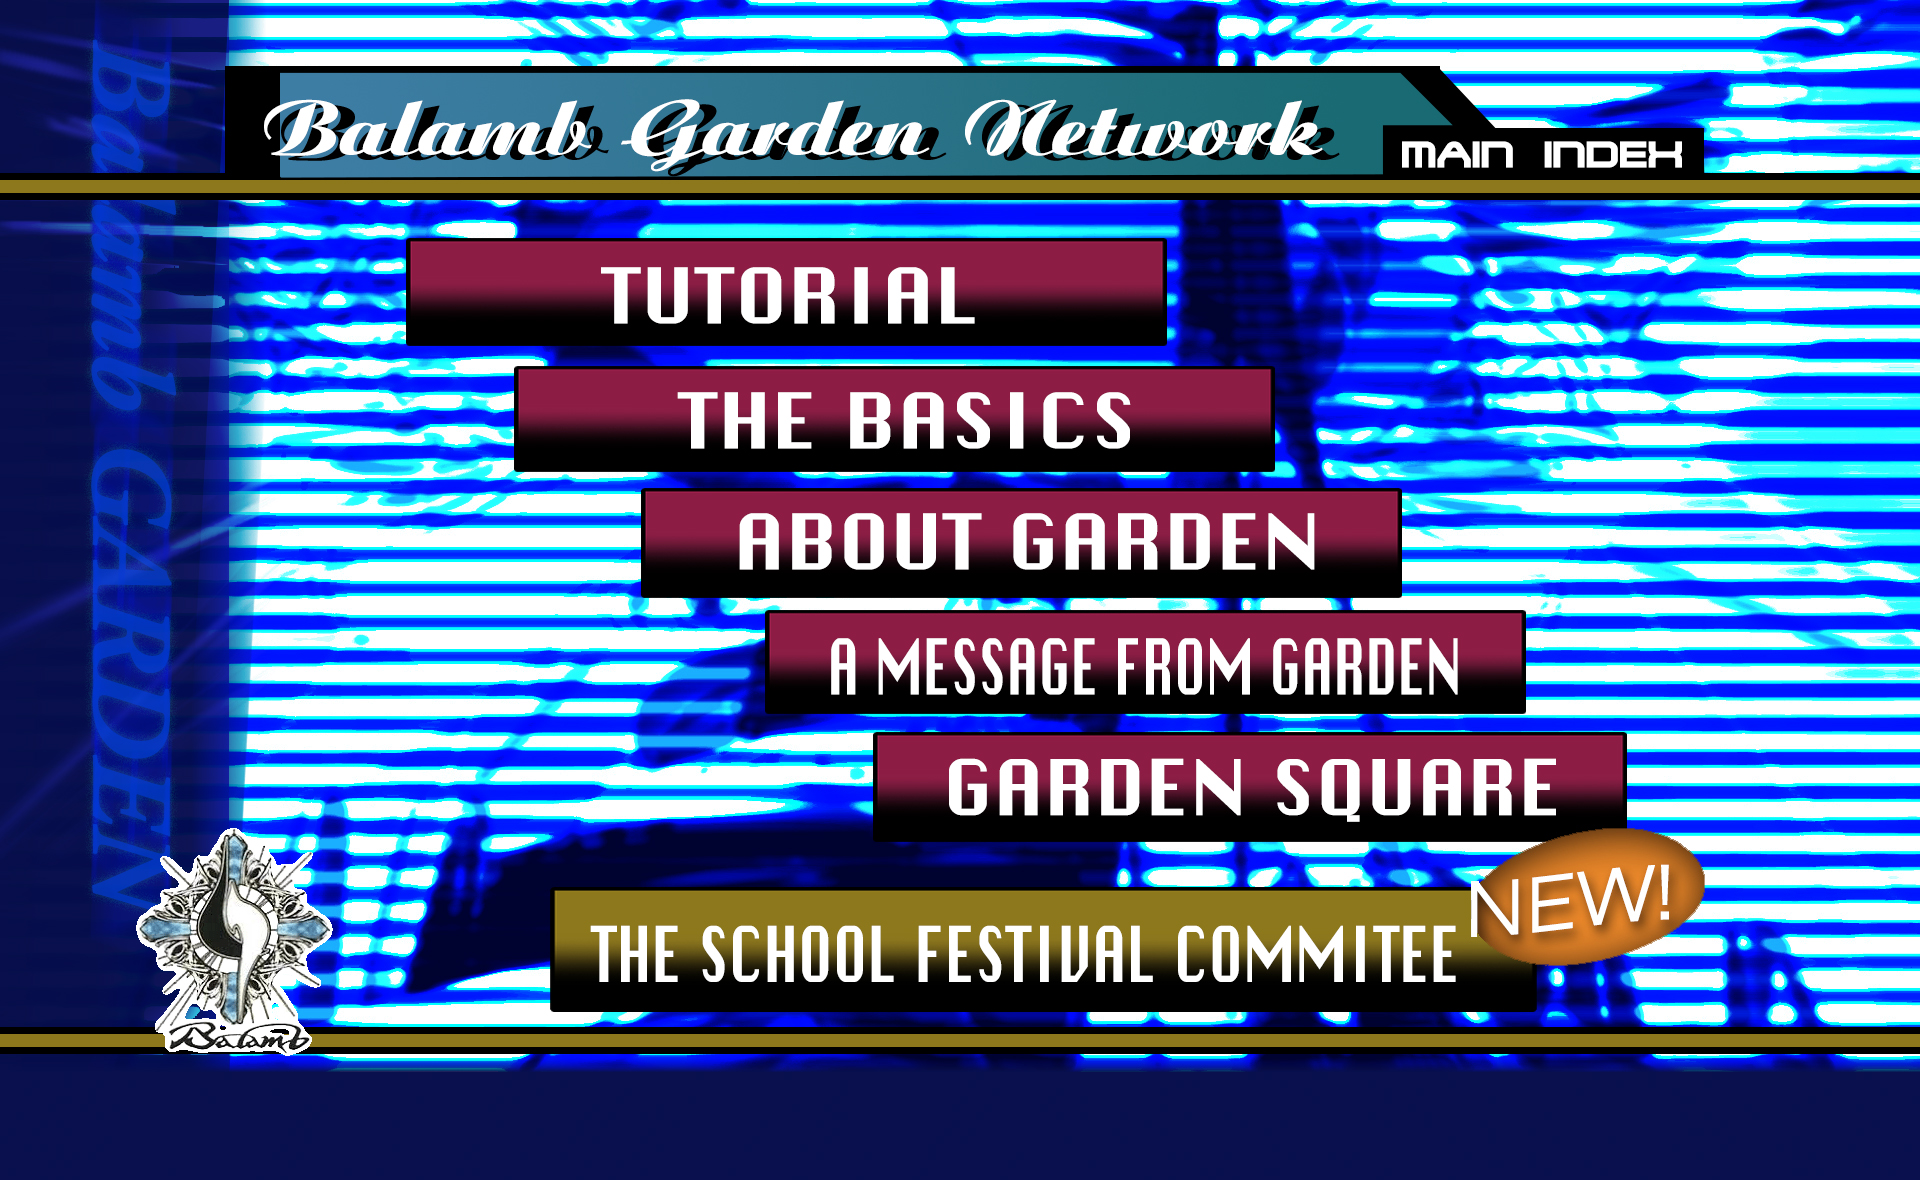 Balamb Garden Network
MAIN INDEX
Balamb GARDEN
TUTORIAL
THE BASICS
ABOUT GARDEN
A MESSAGE FROM GARDEN
GARDEN SQUARE
NEW!
THE SCHOOL FESTIVAL COMMITEE
Balamb